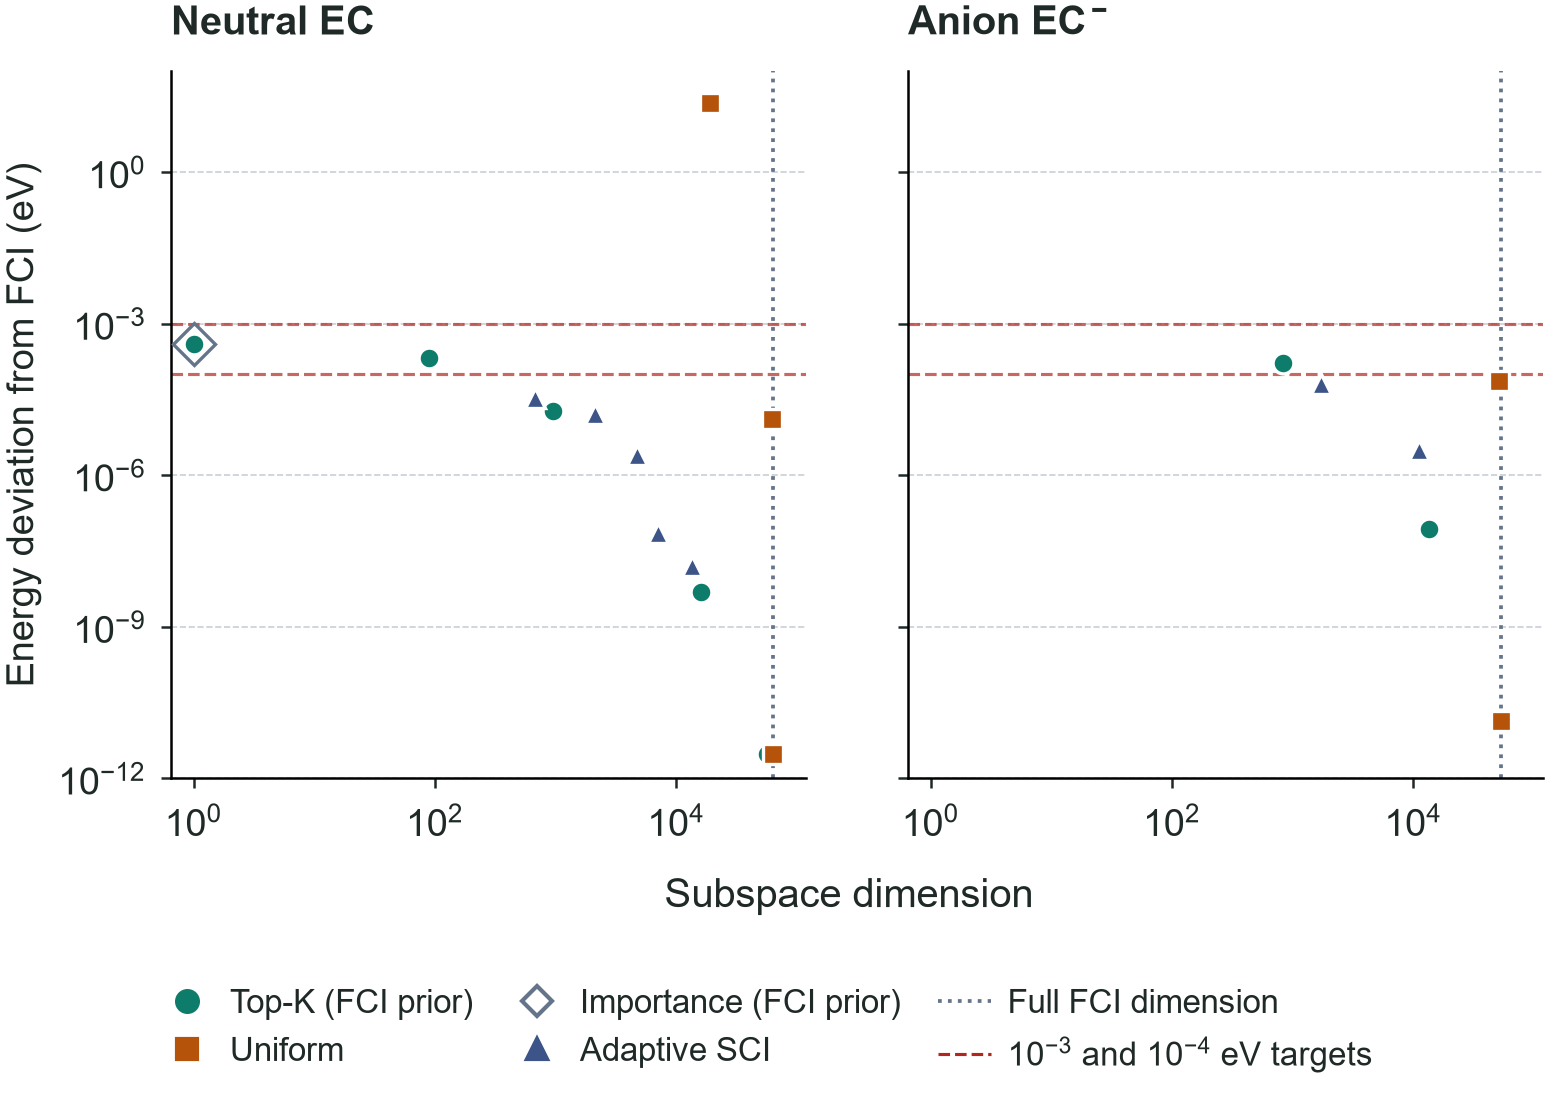 Neutral EC
Anion EC⁻
Energy deviation from FCI (eV)
10⁰
10⁻³
10⁻⁶
10⁻⁹
10⁻¹²
10⁰ 10² 10⁴
10⁰ 10² 10⁴
Subspace dimension
Top-K (FCI prior)
Importance (FCI prior)
Full FCI dimension
Uniform
Adaptive SCI
10⁻³ and 10⁻⁴ eV targets